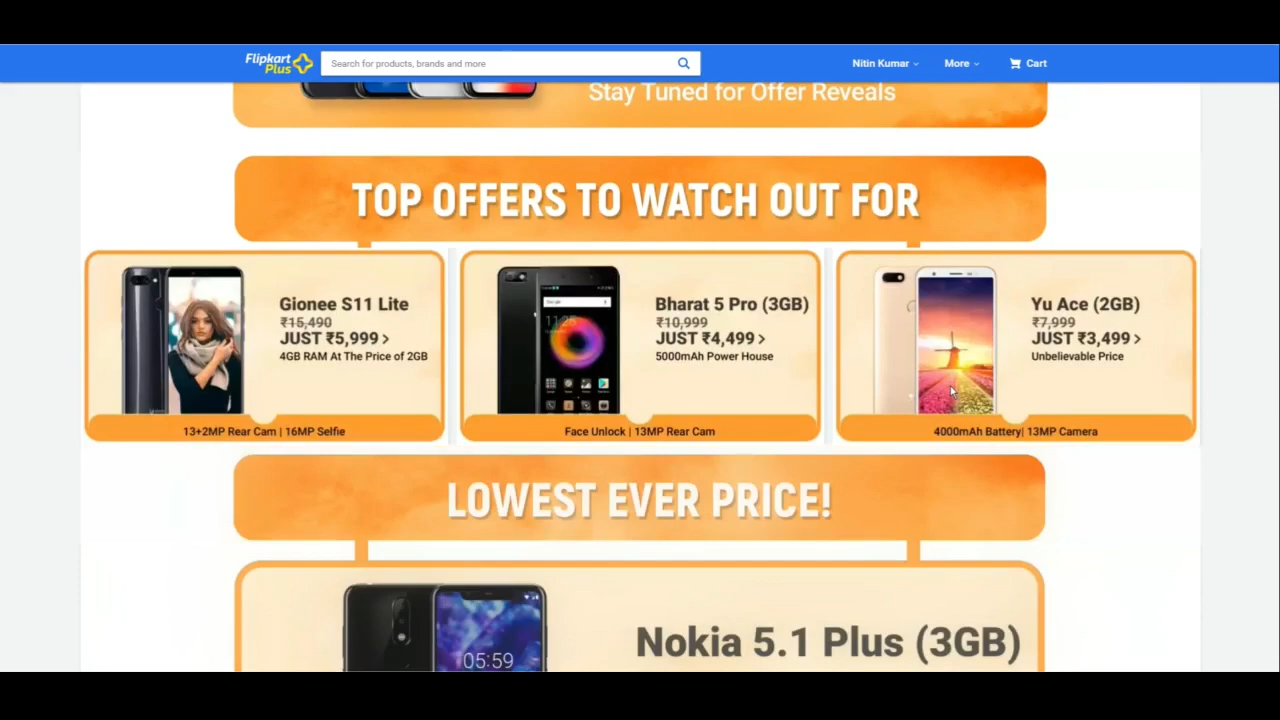 Flipkart
Plus
Search for products, brands and more
Nitin Kumar
More
Cart
Stay Tuned for Offer Reveals
TOP OFFERS TO WATCH OUT FOR
Gionee S11 Lite
₹15,490
JUST ₹5,999 >
4GB RAM At The Price of 2GB
13+2MP Rear Cam | 16MP Selfie
Bharat 5 Pro (3GB)
₹10,999
JUST ₹4,499 >
5000mAh Power House
Face Unlock | 13MP Rear Cam
Yu Ace (2GB)
₹7,999
JUST ₹3,499 >
Unbelievable Price
4000mAh Battery| 13MP Camera
LOWEST EVER PRICE!
05:59
Nokia 5.1 Plus (3GB)